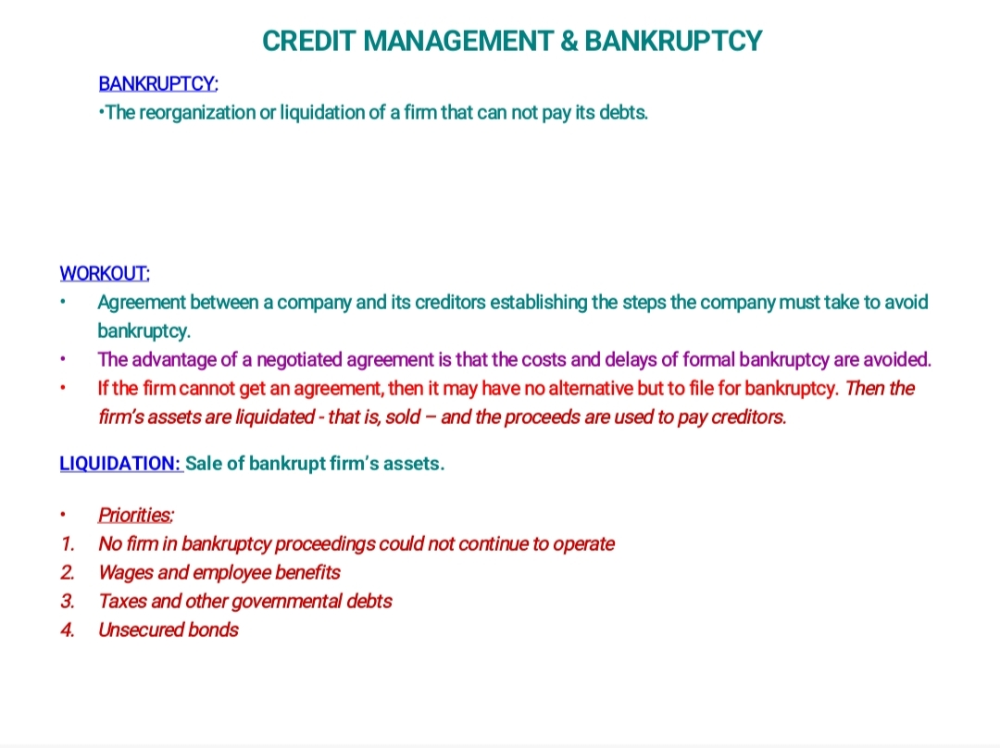 CREDIT MANAGEMENT & BANKRUPTCY
BANKRUPTCY:
•The reorganization or liquidation of a firm that can not pay its debts.
WORKOUT:
• Agreement between a company and its creditors establishing the steps the company must take to avoid
bankruptcy.
• The advantage of a negotiated agreement is that the costs and delays of formal bankruptcy are avoided.
• If the firm cannot get an agreement, then it may have no alternative but to file for bankruptcy. Then the
firm’s assets are liquidated - that is, sold – and the proceeds are used to pay creditors.
LIQUIDATION: Sale of bankrupt firm’s assets.
• Priorities;
1. No firm in bankruptcy proceedings could not continue to operate
2. Wages and employee benefits
3. Taxes and other governmental debts
4. Unsecured bonds